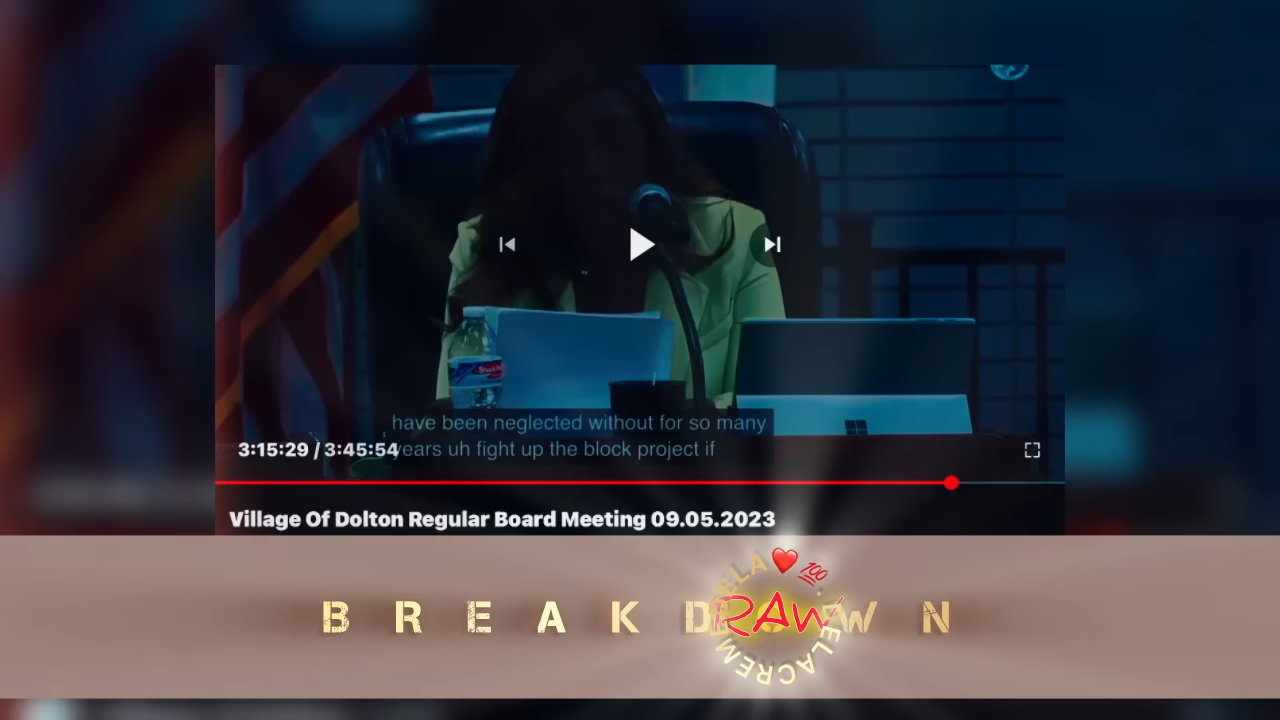 have been neglected without for so many
years uh fight up the block project if
3:15:29 / 3:45:54
Village Of Dolton Regular Board Meeting 09.05.2023
❤️ 💯
BREAKDOWN
RAW